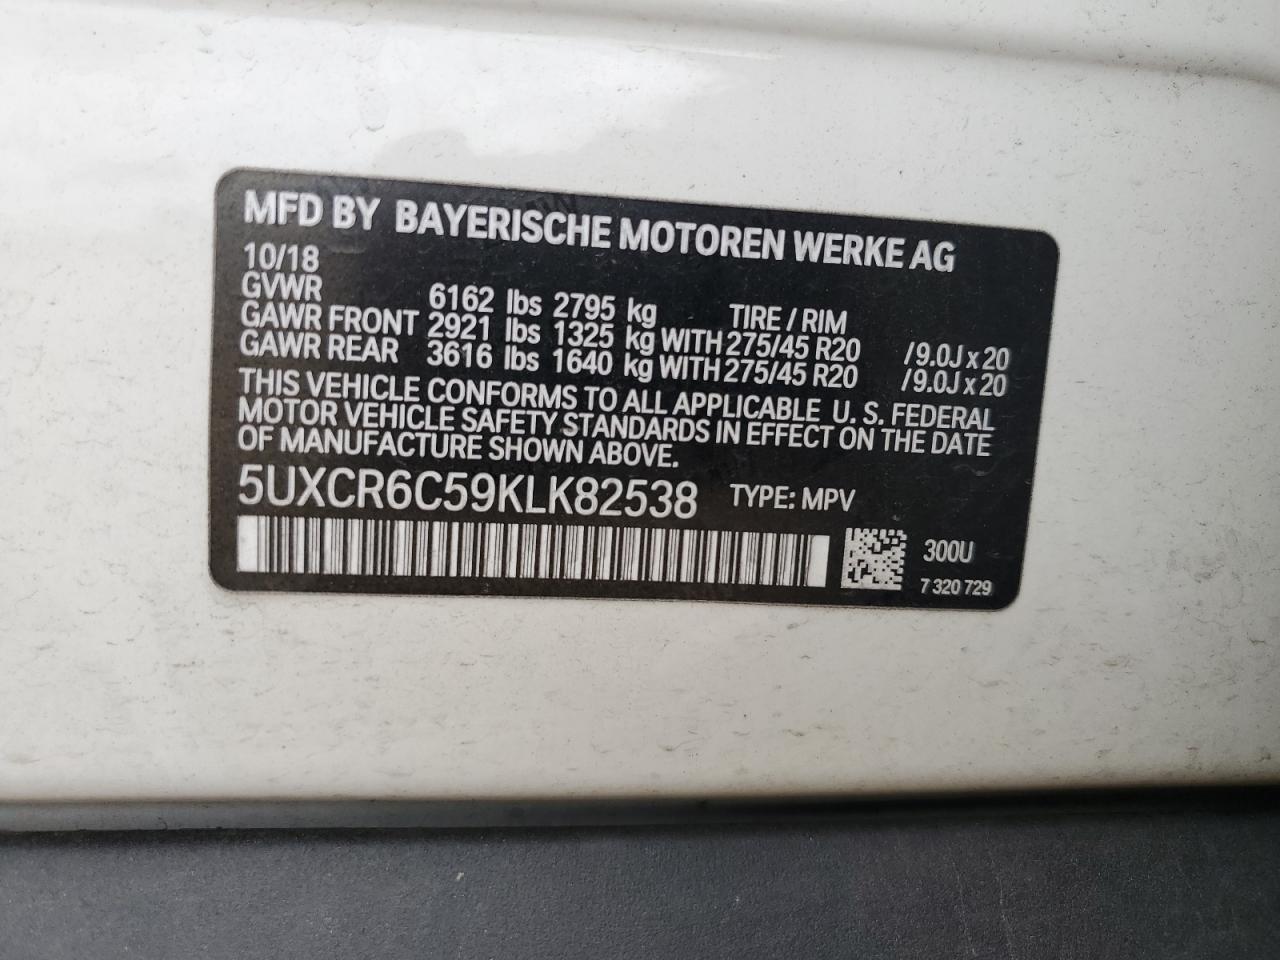 MFD BY BAYERISCHE MOTOREN WERKE AG
10/18
GVWR 6162 lbs 2795 kg TIRE / RIM
GAWR FRONT 2921 lbs 1325 kg WITH 275/45 R20 /9.0J x 20
GAWR REAR 3616 lbs 1640 kg WITH 275/45 R20 /9.0J x 20
THIS VEHICLE CONFORMS TO ALL APPLICABLE U. S. FEDERAL
MOTOR VEHICLE SAFETY STANDARDS IN EFFECT ON THE DATE
OF MANUFACTURE SHOWN ABOVE.
5UXCR6C59KLK82538 TYPE: MPV
300U
7 320 729